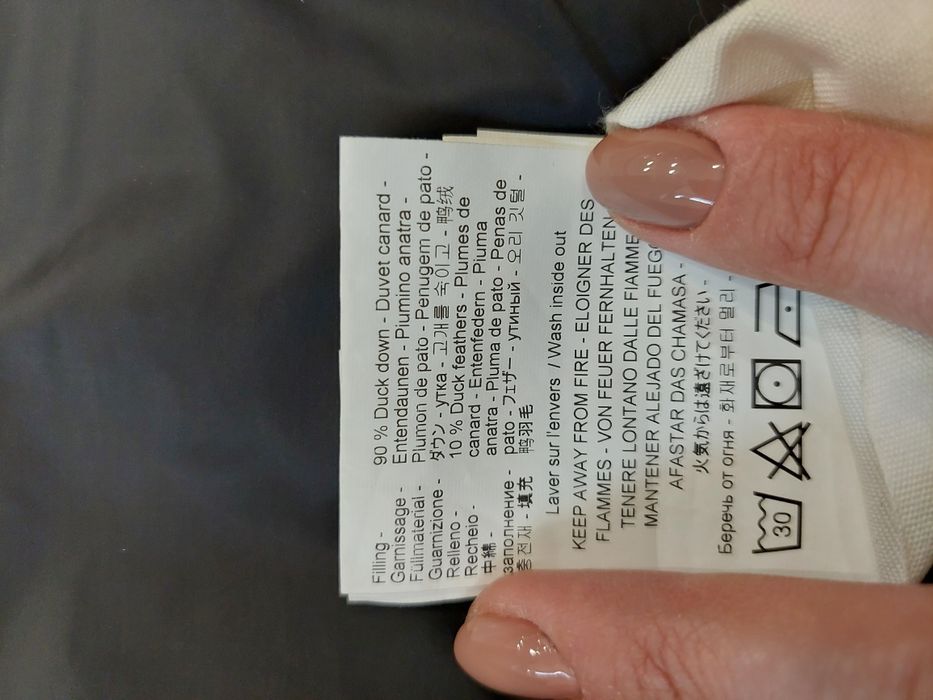 Filling -
Garnissage -
Füllmaterial -
Guarnizione -
Relleno -
Recheio -
中綿 -
заполнение -
충전재 - 填充
90 % Duck down - Duvet canard -
Entendaunen - Piumino anatra -
Plumon de pato - Penugem de pato -
ダウン - утка - 고개를 숙이고 - 鸭绒
10 % Duck feathers - Plumes de
canard - Entenfedern - Piuma
anatra - Pluma de pato - Penas de
pato - フェザー - утиный - 오리 깃털 -
鸭羽毛
Laver sur l'envers / Wash inside out
KEEP AWAY FROM FIRE - ELOIGNER DES
FLAMMES - VON FEUER FERNHALTEN
TENERE LONTANO DALLE FIAMME
MANTENER ALEJADO DEL FUEGO
AFASTAR DAS CHAMASA -
火気からは遠ざけてください -
Беречь от огня - 화재로부터 멀리 -
30